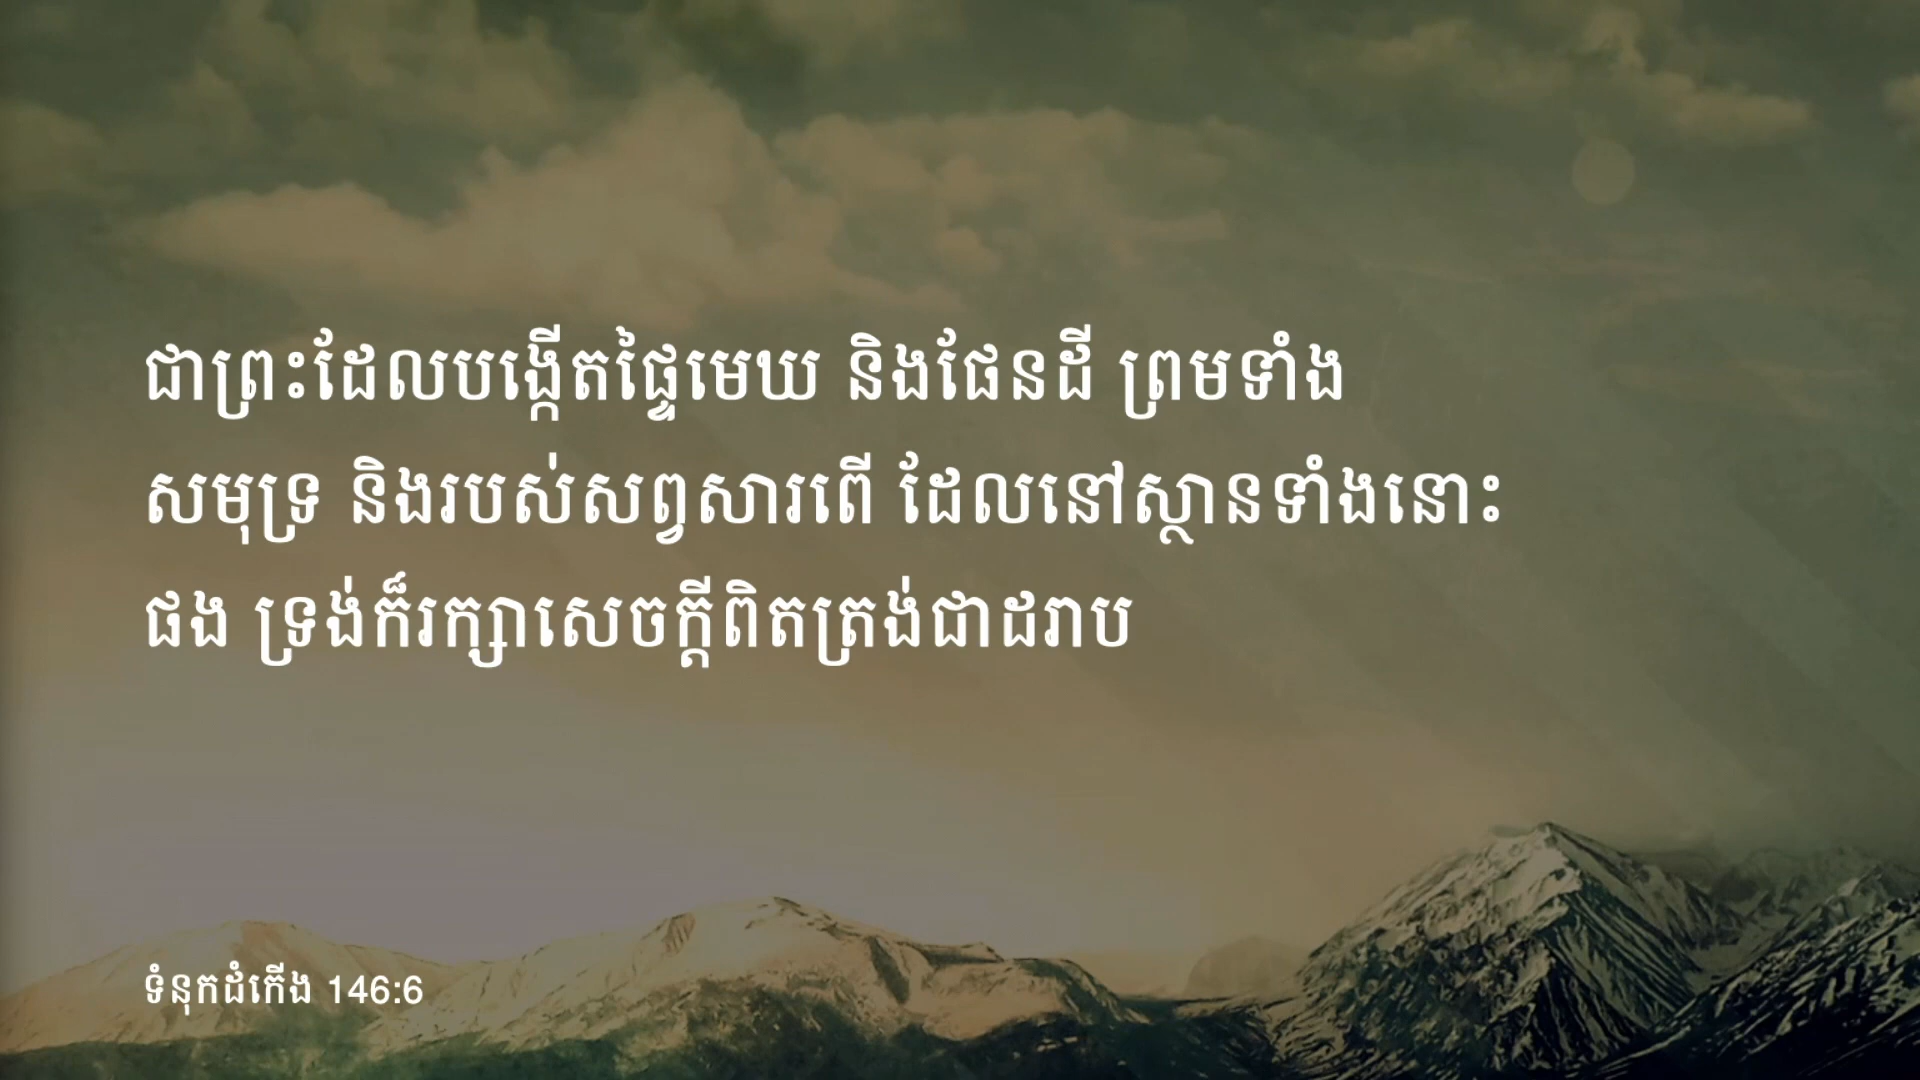 ជាព្រះដែលបង្កើតផ្ទៃមេឃ និងផែនដី ព្រមទាំង
សមុទ្រ និងរបស់សព្វសារពើ ដែលនៅស្ថានទាំងនោះ
ផង ទ្រង់ក៏រក្សាសេចក្ដីពិតត្រង់ជាដរាប
ទំនុកដំកើង 146:6